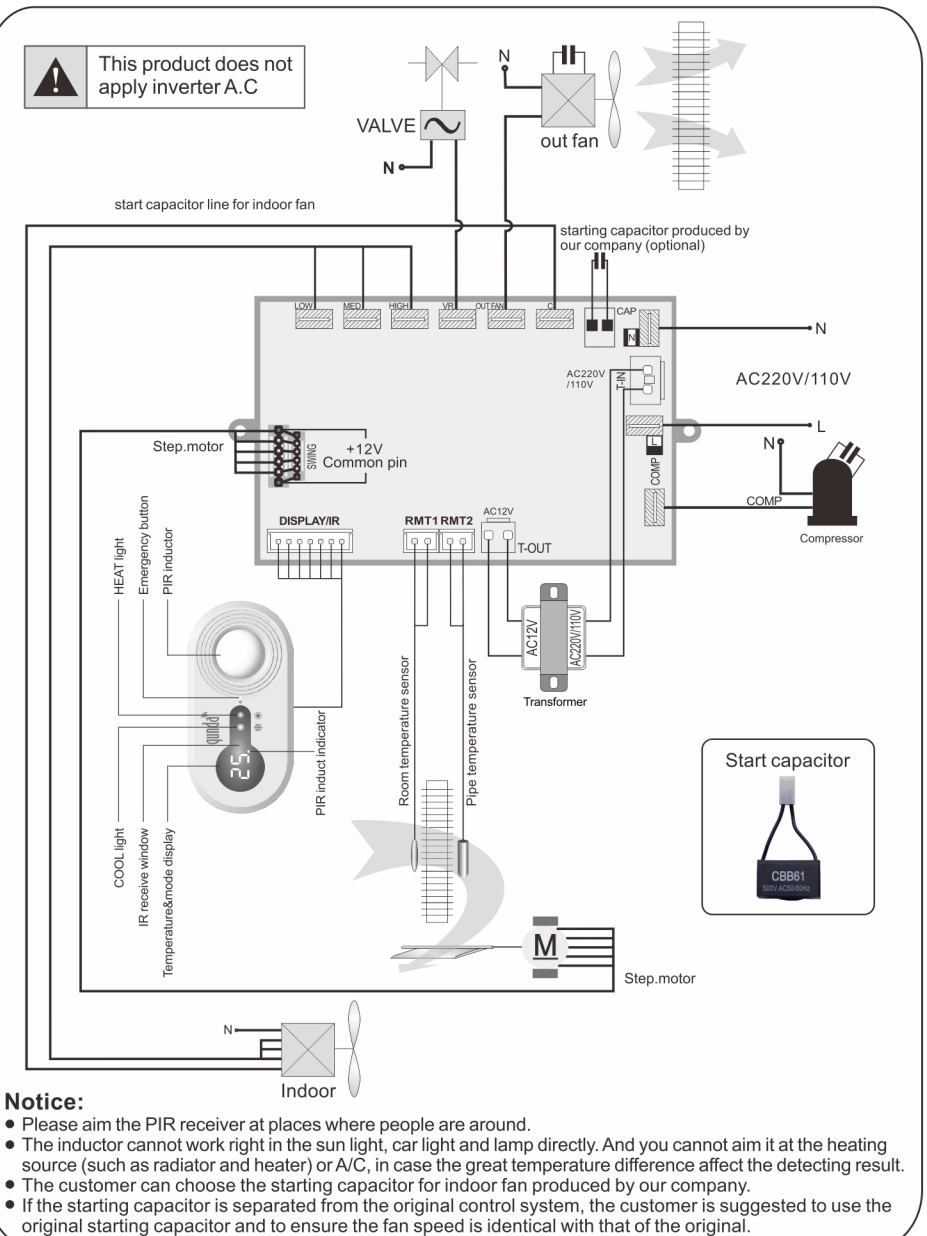 This product does not
apply inverter A.C
N
VALVE
N
out fan
start capacitor line for indoor fan
starting capacitor produced by
our company (optional)
LOW
MED
HIGH
VR
OUT FAN
C
CAP
N
N
AC220V
/110V
T-IN
AC220V/110V
L
L
N
COMP
COMP
Compressor
Step.motor
SWING
+12V
Common pin
DISPLAY/IR
RMT1 RMT2
AC12V
T-OUT
AC12V
AC220V/110V
Transformer
HEAT light
Emergency button
PIR inductor
qunda
25.
PIR induct indicator
COOL light
IR receive window
Temperature&mode display
Room temperature sensor
Pipe temperature sensor
Start capacitor
CBB61
500V.AC50/60Hz
M
Step.motor
N
Indoor
Notice:
● Please aim the PIR receiver at places where people are around.
● The inductor cannot work right in the sun light, car light and lamp directly. And you cannot aim it at the heating
source (such as radiator and heater) or A/C, in case the great temperature difference affect the detecting result.
● The customer can choose the starting capacitor for indoor fan produced by our company.
● If the starting capacitor is separated from the original control system, the customer is suggested to use the
original starting capacitor and to ensure the fan speed is identical with that of the original.